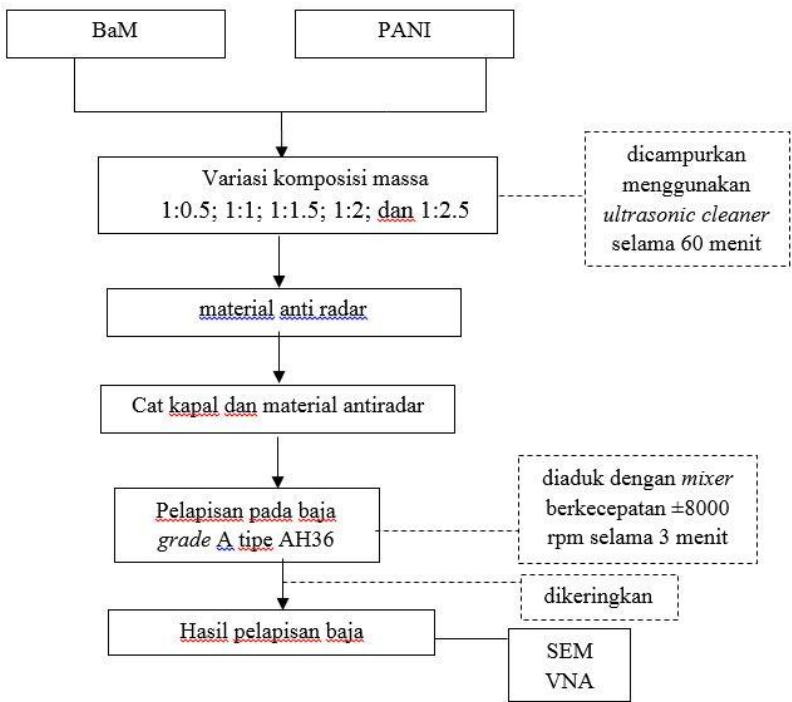 BaM
PANI
Variasi komposisi massa
1:0.5; 1:1; 1:1.5; 1:2; dan 1:2.5
dicampurkan
menggunakan
ultrasonic cleaner
selama 60 menit
material anti radar
Cat kapal dan material antiradar
Pelapisan pada baja
grade A tipe AH36
diaduk dengan mixer
berkecepatan ±8000
rpm selama 3 menit
dikeringkan
Hasil pelapisan baja
SEM
VNA